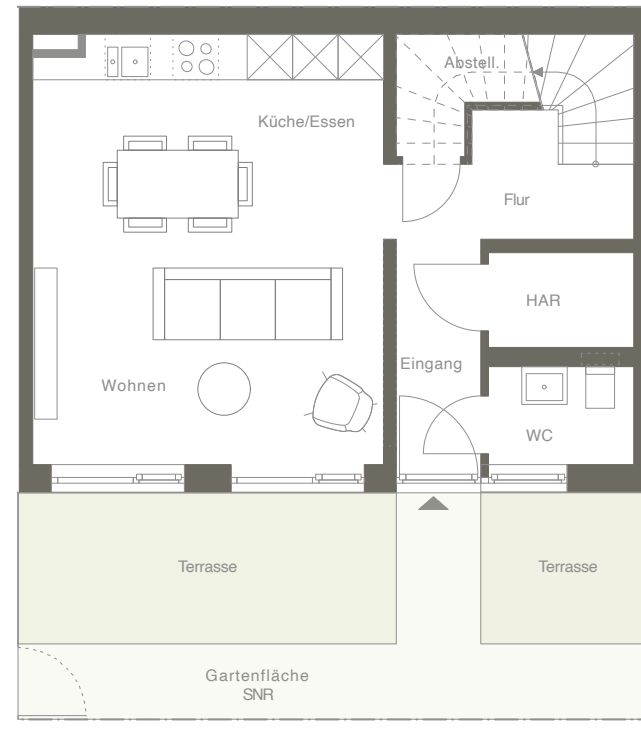 Abstell.
Küche/Essen
Flur
HAR
Eingang
Wohnen
WC
Terrasse
Terrasse
Gartenfläche
SNR